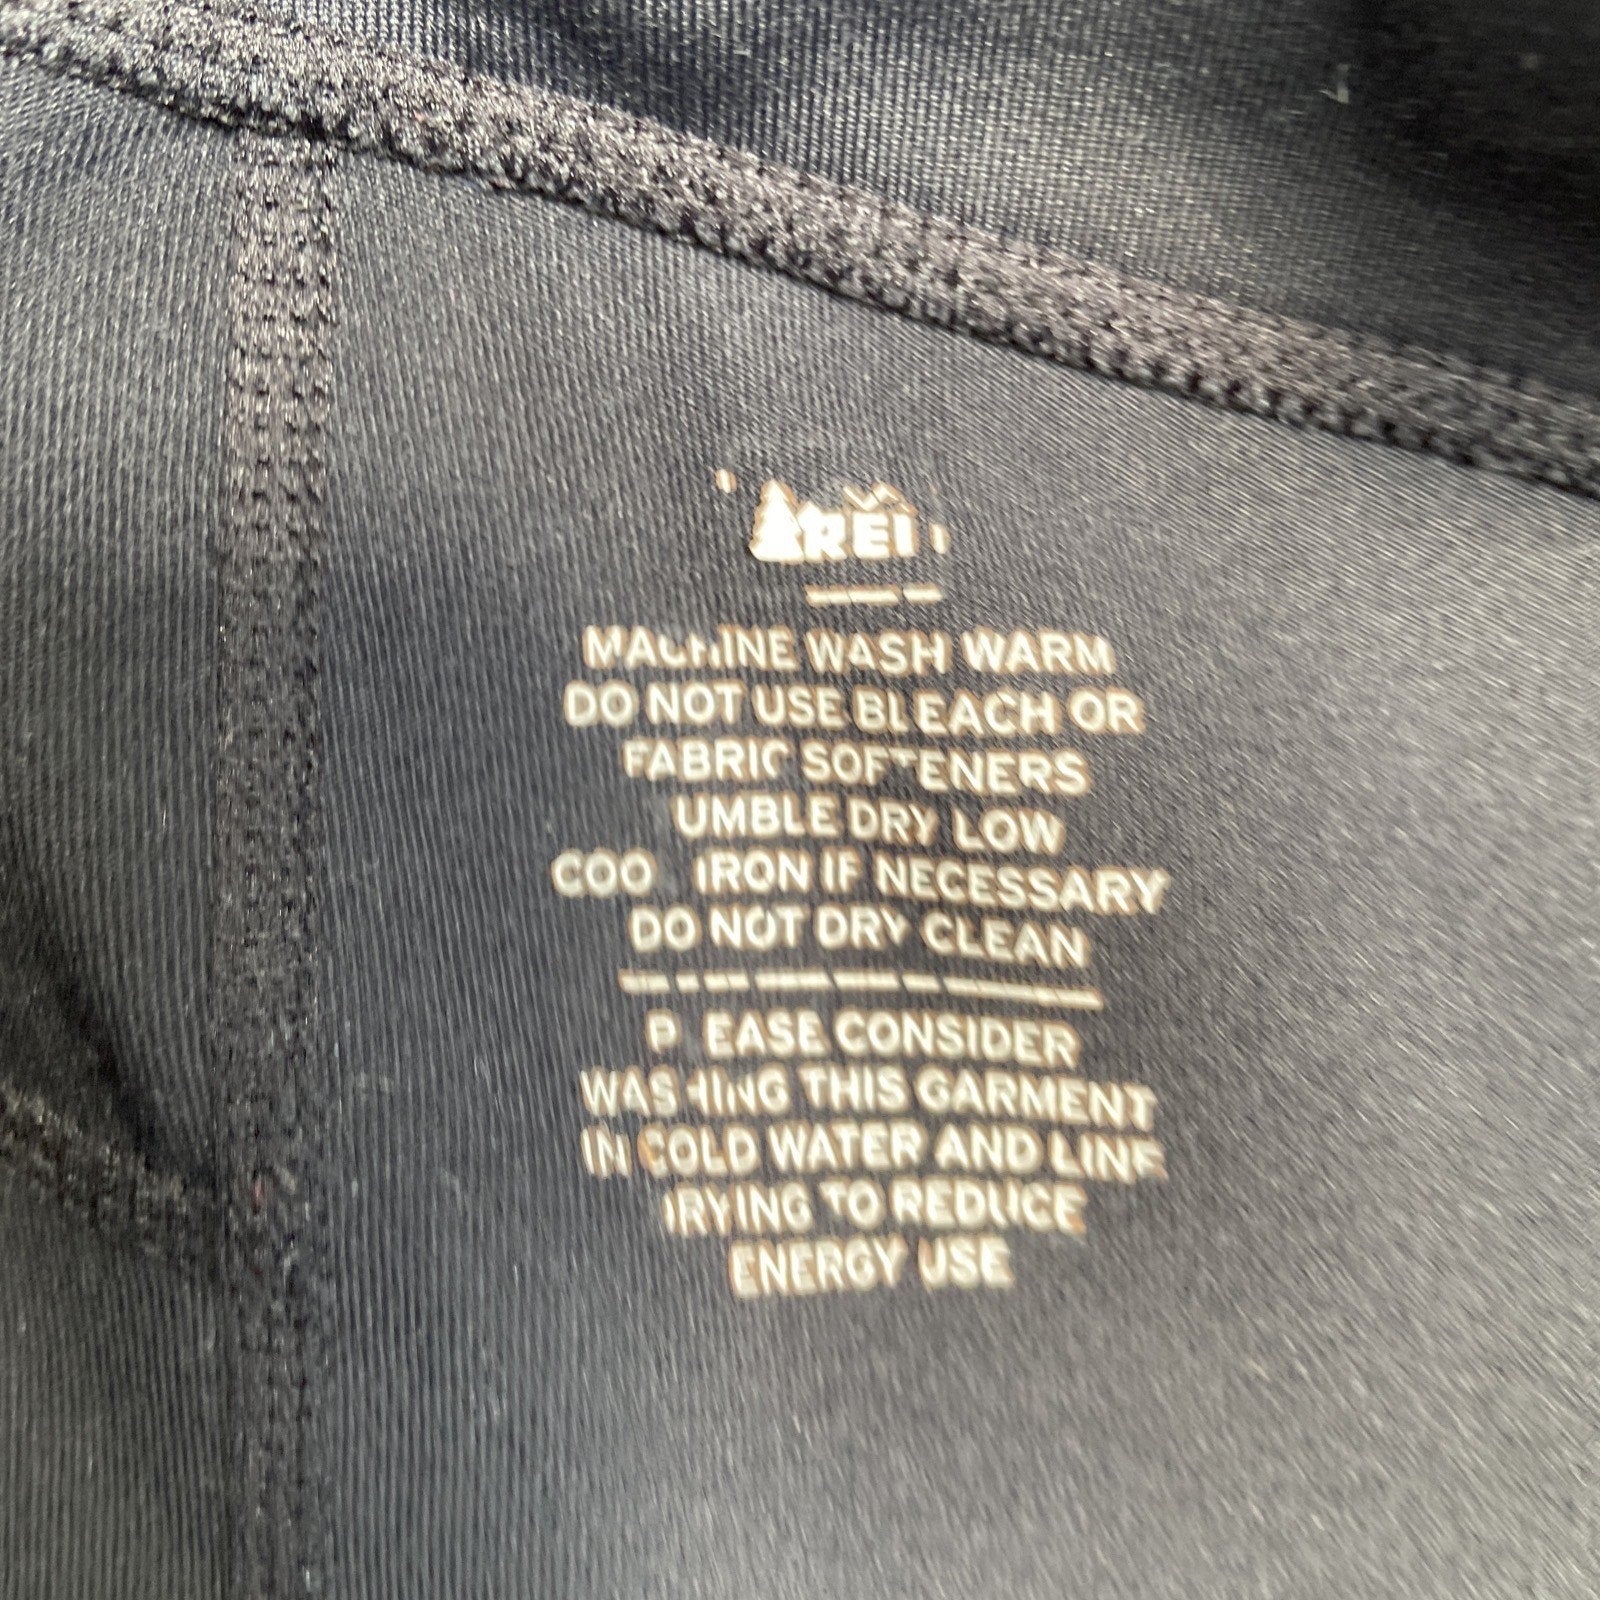 REI
MACHINE WASH WARM
DO NOT USE BLEACH OR
FABRIC SOFTENERS
UMBLE DRY LOW
COO IRON IF NECESSARY
DO NOT DRY CLEAN
P EASE CONSIDER
WASHING THIS GARMENT
IN COLD WATER AND LINE
DRYING TO REDUCE
ENERGY USE